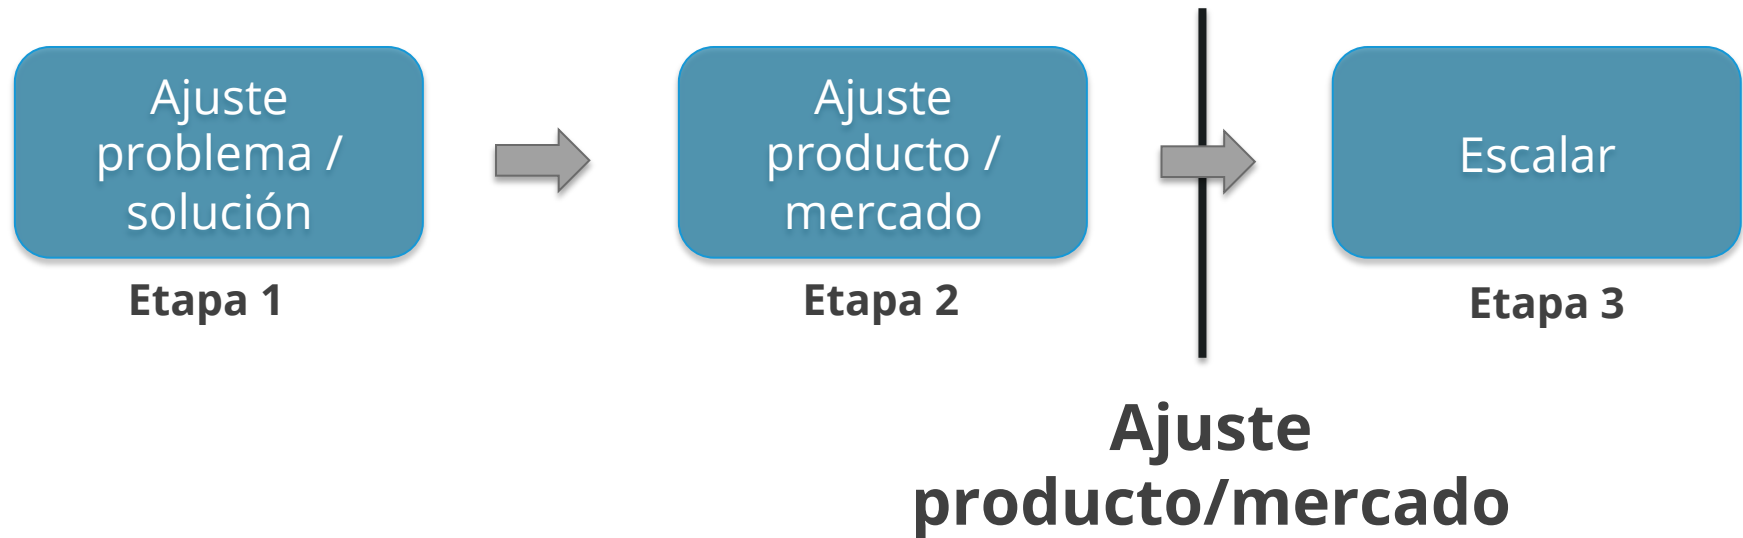 Ajuste
problema /
solución
Etapa 1
Ajuste
producto /
mercado
Etapa 2
Escalar
Etapa 3
Ajuste
producto/mercado